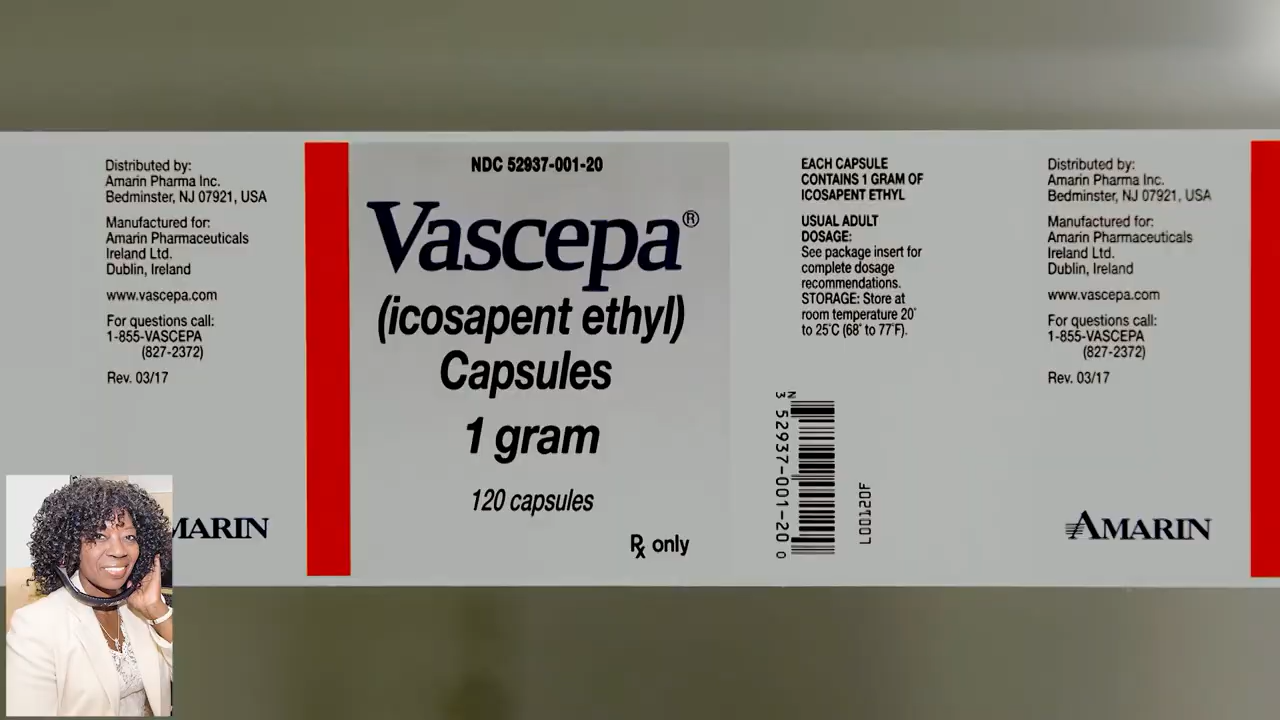 Distributed by:
Amarin Pharma Inc.
Bedminster, NJ 07921, USA
Manufactured for:
Amarin Pharmaceuticals
Ireland Ltd.
Dublin, Ireland
www.vascepa.com
For questions call:
1-855-VASCEPA
(827-2372)
Rev. 03/17
MARIN
NDC 52937-001-20
Vascepa®
(icosapent ethyl)
Capsules
1 gram
120 capsules
Rx only
EACH CAPSULE
CONTAINS 1 GRAM OF
ICOSAPENT ETHYL
USUAL ADULT
DOSAGE:
See package insert for
complete dosage
recommendations.
STORAGE: Store at
room temperature 20°
to 25°C (68° to 77°F).
N
3 52937-001-20 0
L00120F
Distributed by:
Amarin Pharma Inc.
Bedminster, NJ 07921, USA
Manufactured for:
Amarin Pharmaceuticals
Ireland Ltd.
Dublin, Ireland
www.vascepa.com
For questions call:
1-855-VASCEPA
(827-2372)
Rev. 03/17
AMARIN